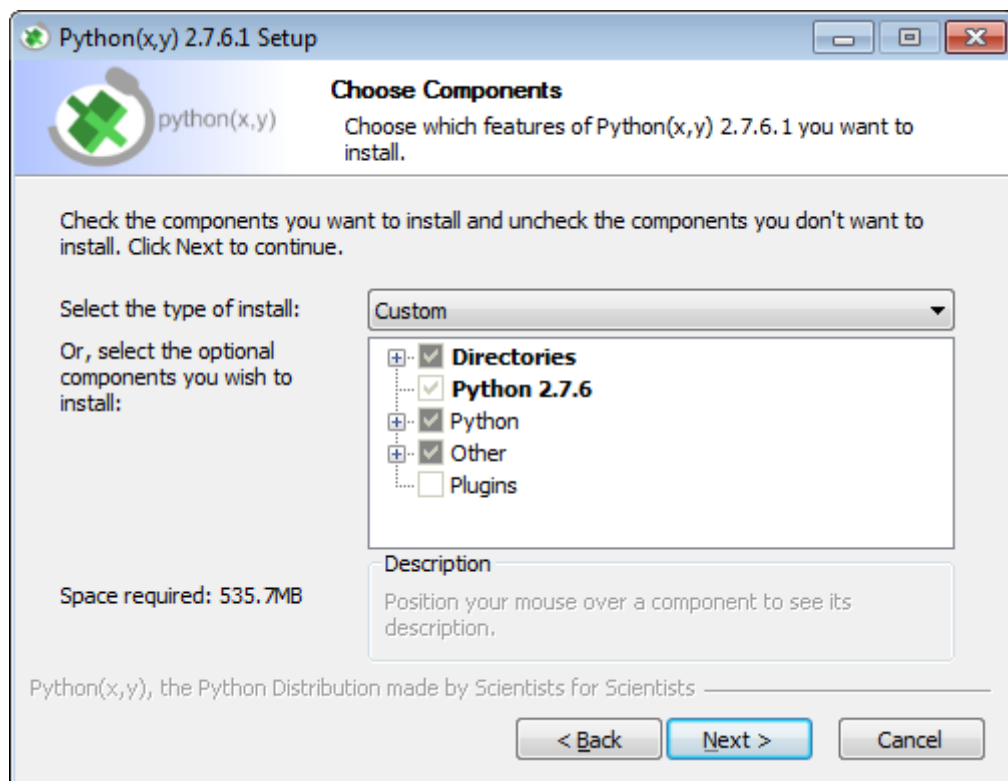 Python(x,y) 2.7.6.1 Setup
python(x,y)
Choose Components
Choose which features of Python(x,y) 2.7.6.1 you want to
install.
Check the components you want to install and uncheck the components you don't want to
install. Click Next to continue.
Select the type of install:
Custom
Or, select the optional
components you wish to
install:
Directories
Python 2.7.6
Python
Other
Plugins
Space required: 535.7MB
Description
Position your mouse over a component to see its
description.
Python(x,y), the Python Distribution made by Scientists for Scientists
< Back
Next >
Cancel